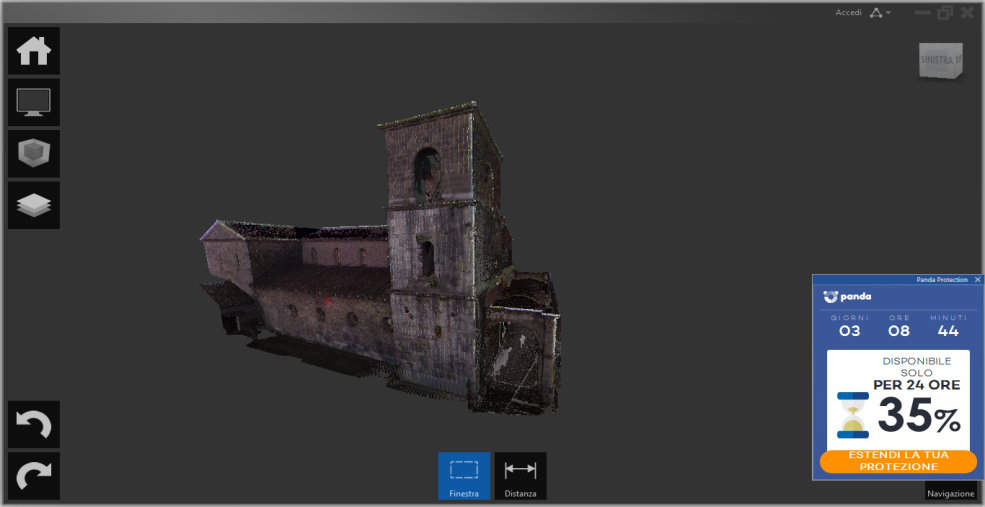 Accedi
SINISTRA
Panda Protection
panda
GIORNI ORE MINUTI
03 08 44
DISPONIBILE
SOLO
PER 24 ORE
35%
ESTENDI LA TUA
PROTEZIONE
Finestra
Distanza
Navigazione